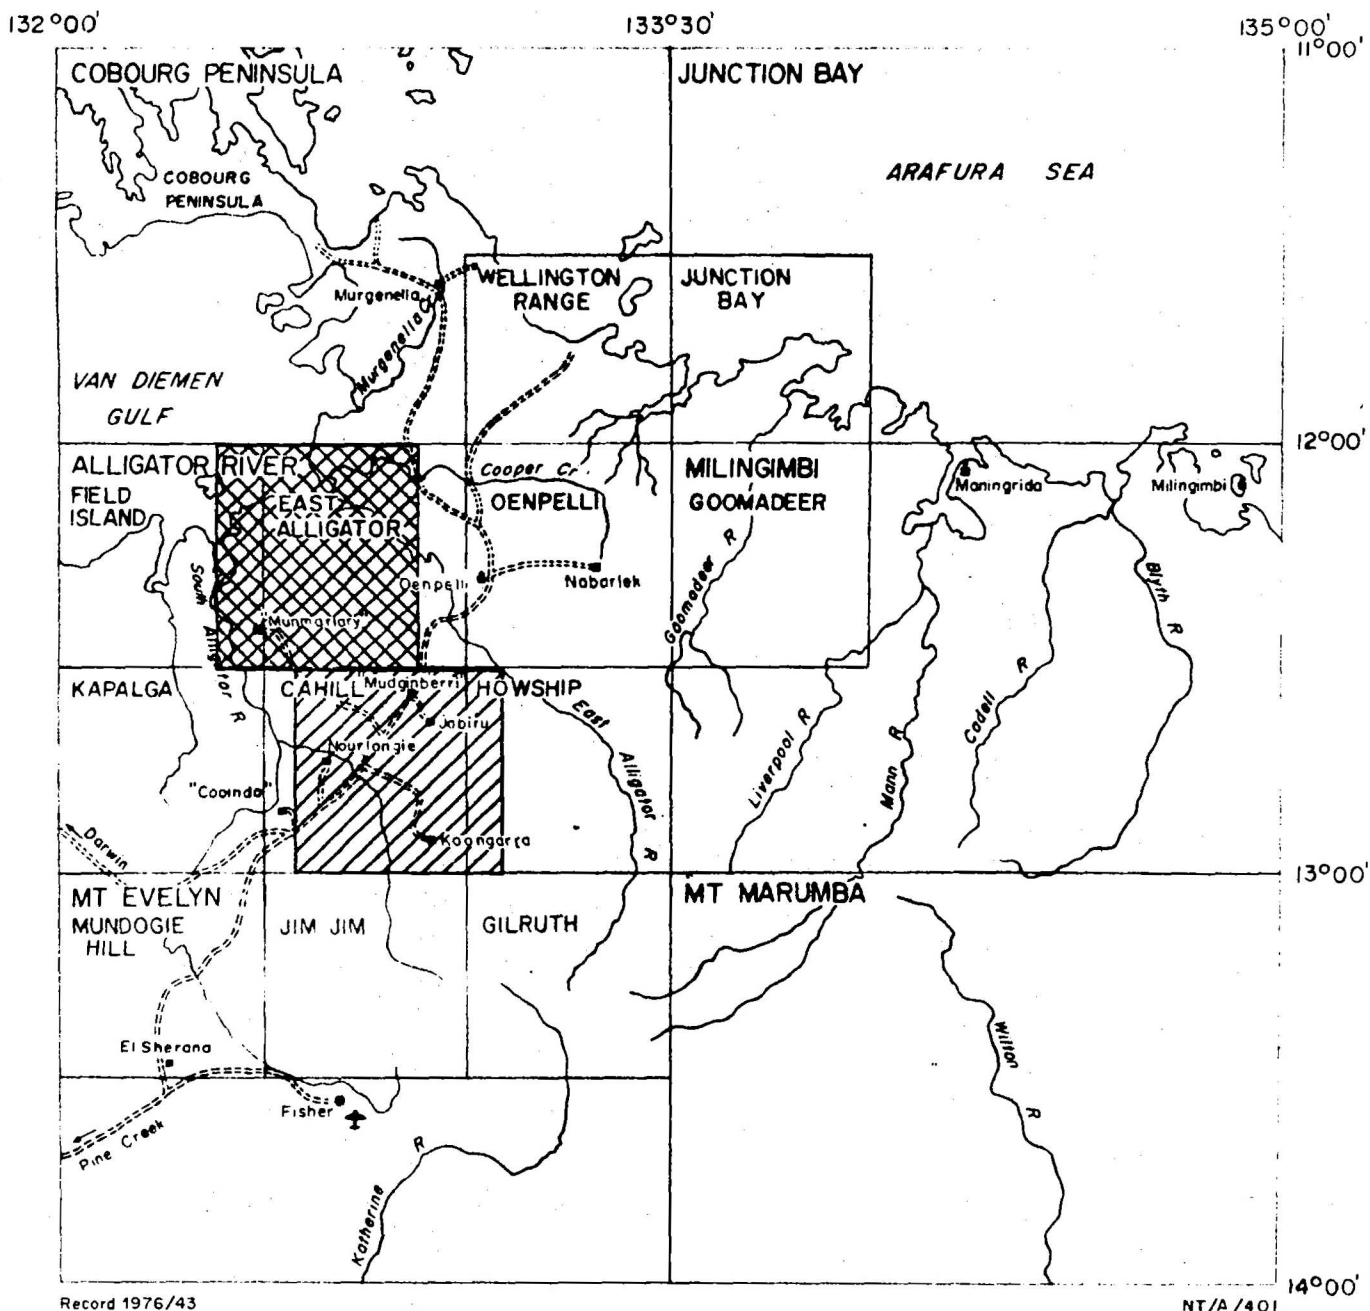 132°00'
133°30'
135°00'
11°00'
COBOURG PENINSULA
JUNCTION BAY
COBOURG
PENINSULA
ARAFURA SEA
WELLINGTON
RANGE
JUNCTION
BAY
Murgenella
Murgenella Cr
VAN DIEMEN
GULF
12°00'
ALLIGATOR RIVER
FIELD
ISLAND
EAST
ALLIGATOR
Cooper Cr.
OENPELLI
MILINGIMBI
GOOMADEER
Maningrida
Milingimbi
Oenpelli
Nabarlek
South Alligator R
"Munmarlary"
Goomadeer R
Blyth R
KAPALGA
CAHILL
Mudginberri
HOWSHIP
Jabiru
Nourlangie
"Cooinda"
Koongarra
East Alligator R
Liverpool R
Mann R
Cadell R
Darwin
13°00'
MT EVELYN
MUNDOGIE
HILL
JIM JIM
GILRUTH
MT MARUMBA
El Sherana
Fisher
Pine Creek
Katherine R
Wilton R
14°00'
Record 1976/43
NT/A/401